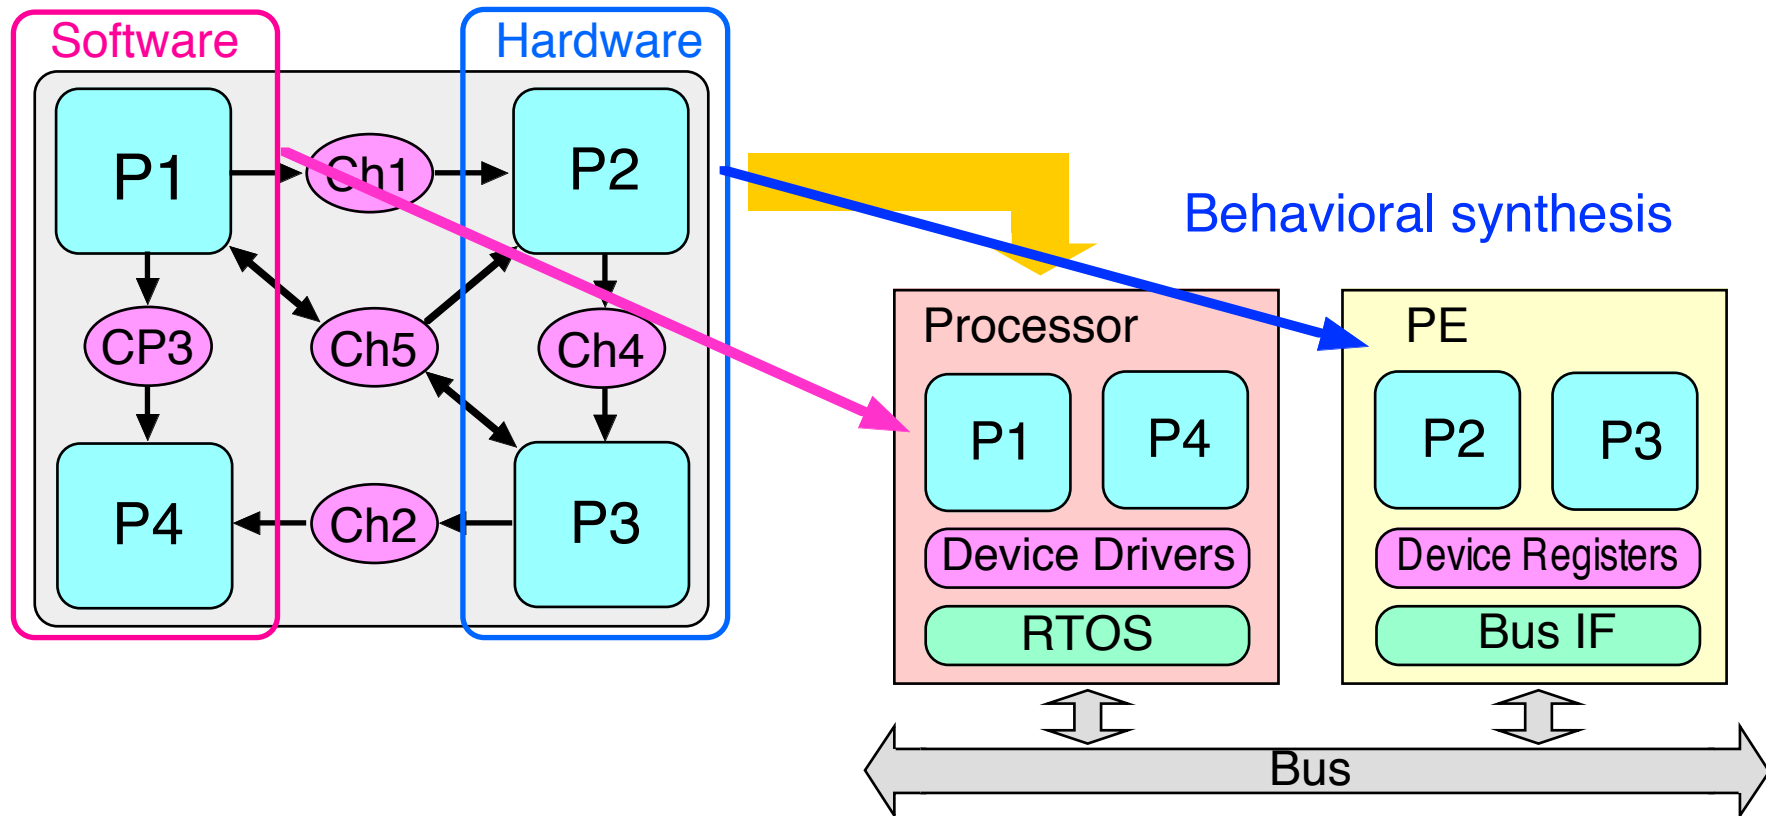 Software
Hardware
P1
Ch1
P2
CP3
Ch5
Ch4
P4
Ch2
P3
Behavioral synthesis
Processor
P1
P4
Device Drivers
RTOS
PE
P2
P3
Device Registers
Bus IF
Bus